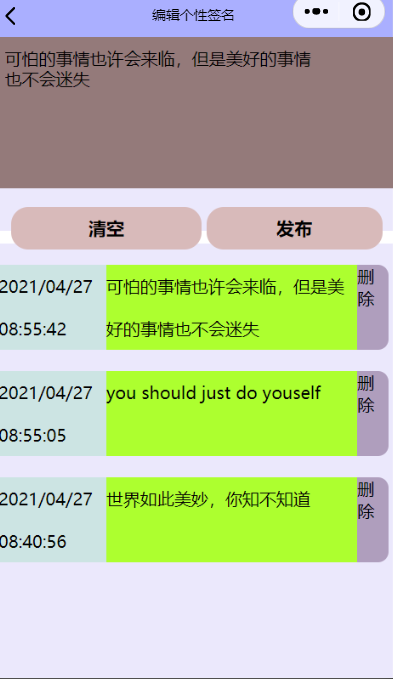 编辑个性签名
可怕的事情也许会来临，但是美好的事情
也不会迷失
清空 发布
2021/04/27 可怕的事情也许会来临，但是美 删
08:55:42 好的事情也不会迷失 除
2021/04/27 you should just do youself 删
08:55:05 除
2021/04/27 世界如此美妙，你知不知道 删
08:40:56 除